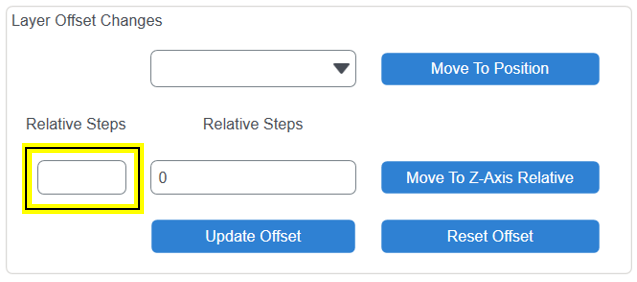 Layer Offset Changes
Move To Position
Relative Steps Relative Steps
0 Move To Z-Axis Relative
Update Offset Reset Offset